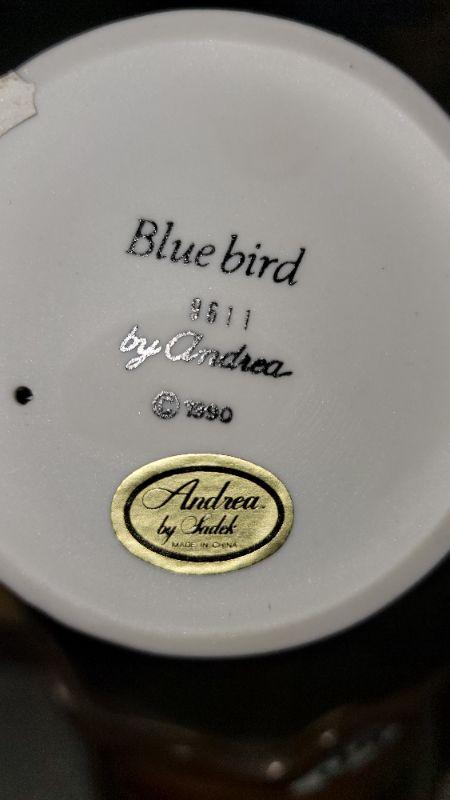 Blue bird
9611
by Andrea
© 1990
Andrea
by Sadek
MADE IN CHINA